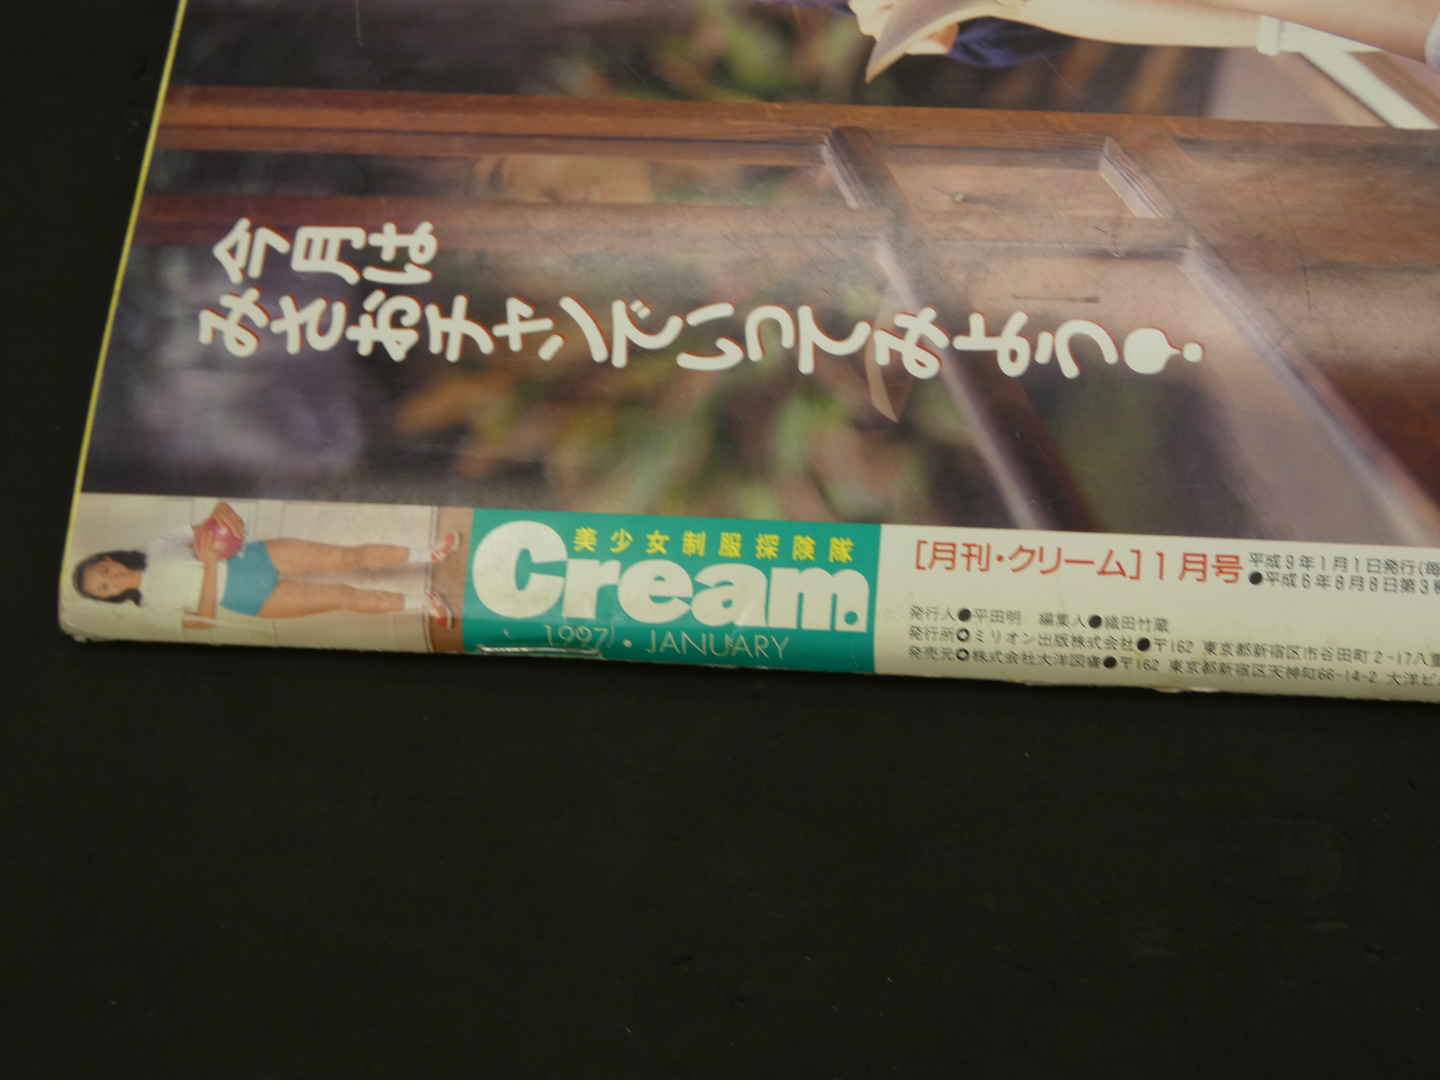 今月は
みさおチャンでいってみよう!
美少女制服探険隊
Cream.
1997・JANUARY
[月刊・クリーム]1月号
平成9年1月1日発行(毎
●平成6年8月8日第3種
発行人●平田明 編集人●織田竹蔵
発行所✪ミリオン出版株式会社●〒162 東京都新宿区市谷田町2-17八重
発売元✪株式会社大洋図書●〒162 東京都新宿区天神町66-14-2 大洋ビ